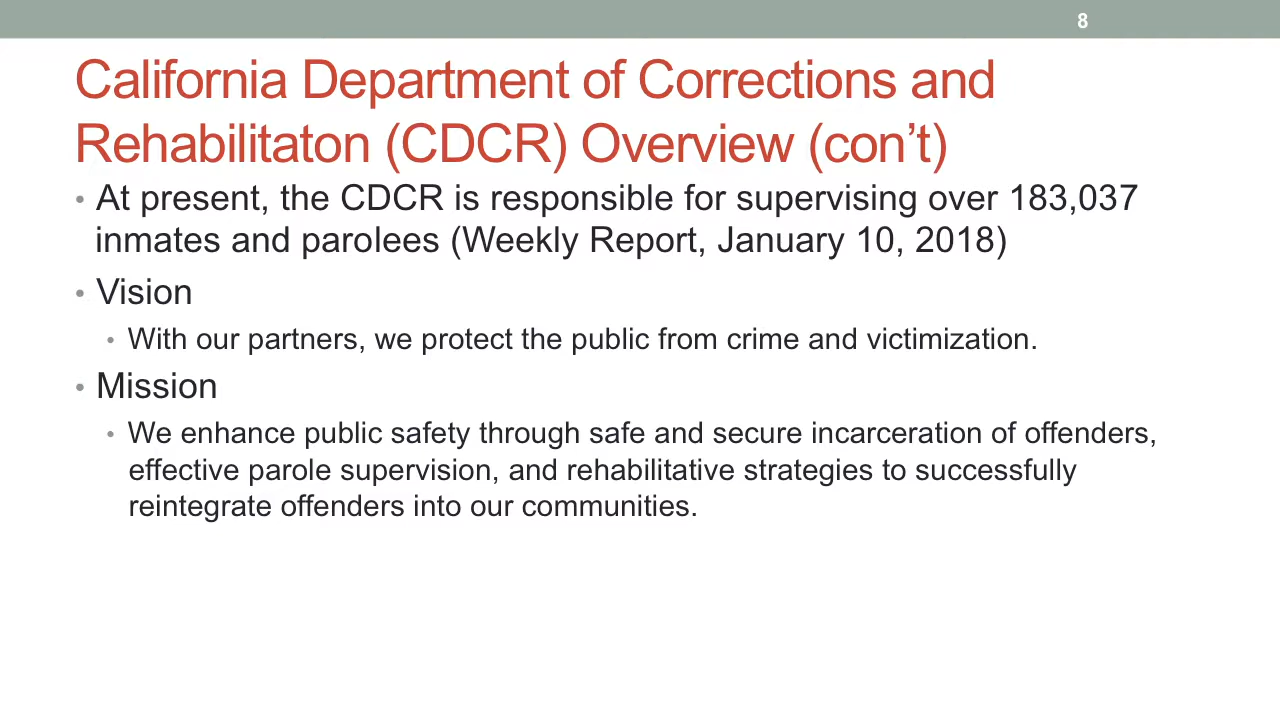 8
California Department of Corrections and
Rehabilitaton (CDCR) Overview (con’t)
• At present, the CDCR is responsible for supervising over 183,037
inmates and parolees (Weekly Report, January 10, 2018)
• Vision
• With our partners, we protect the public from crime and victimization.
• Mission
• We enhance public safety through safe and secure incarceration of offenders,
effective parole supervision, and rehabilitative strategies to successfully
reintegrate offenders into our communities.